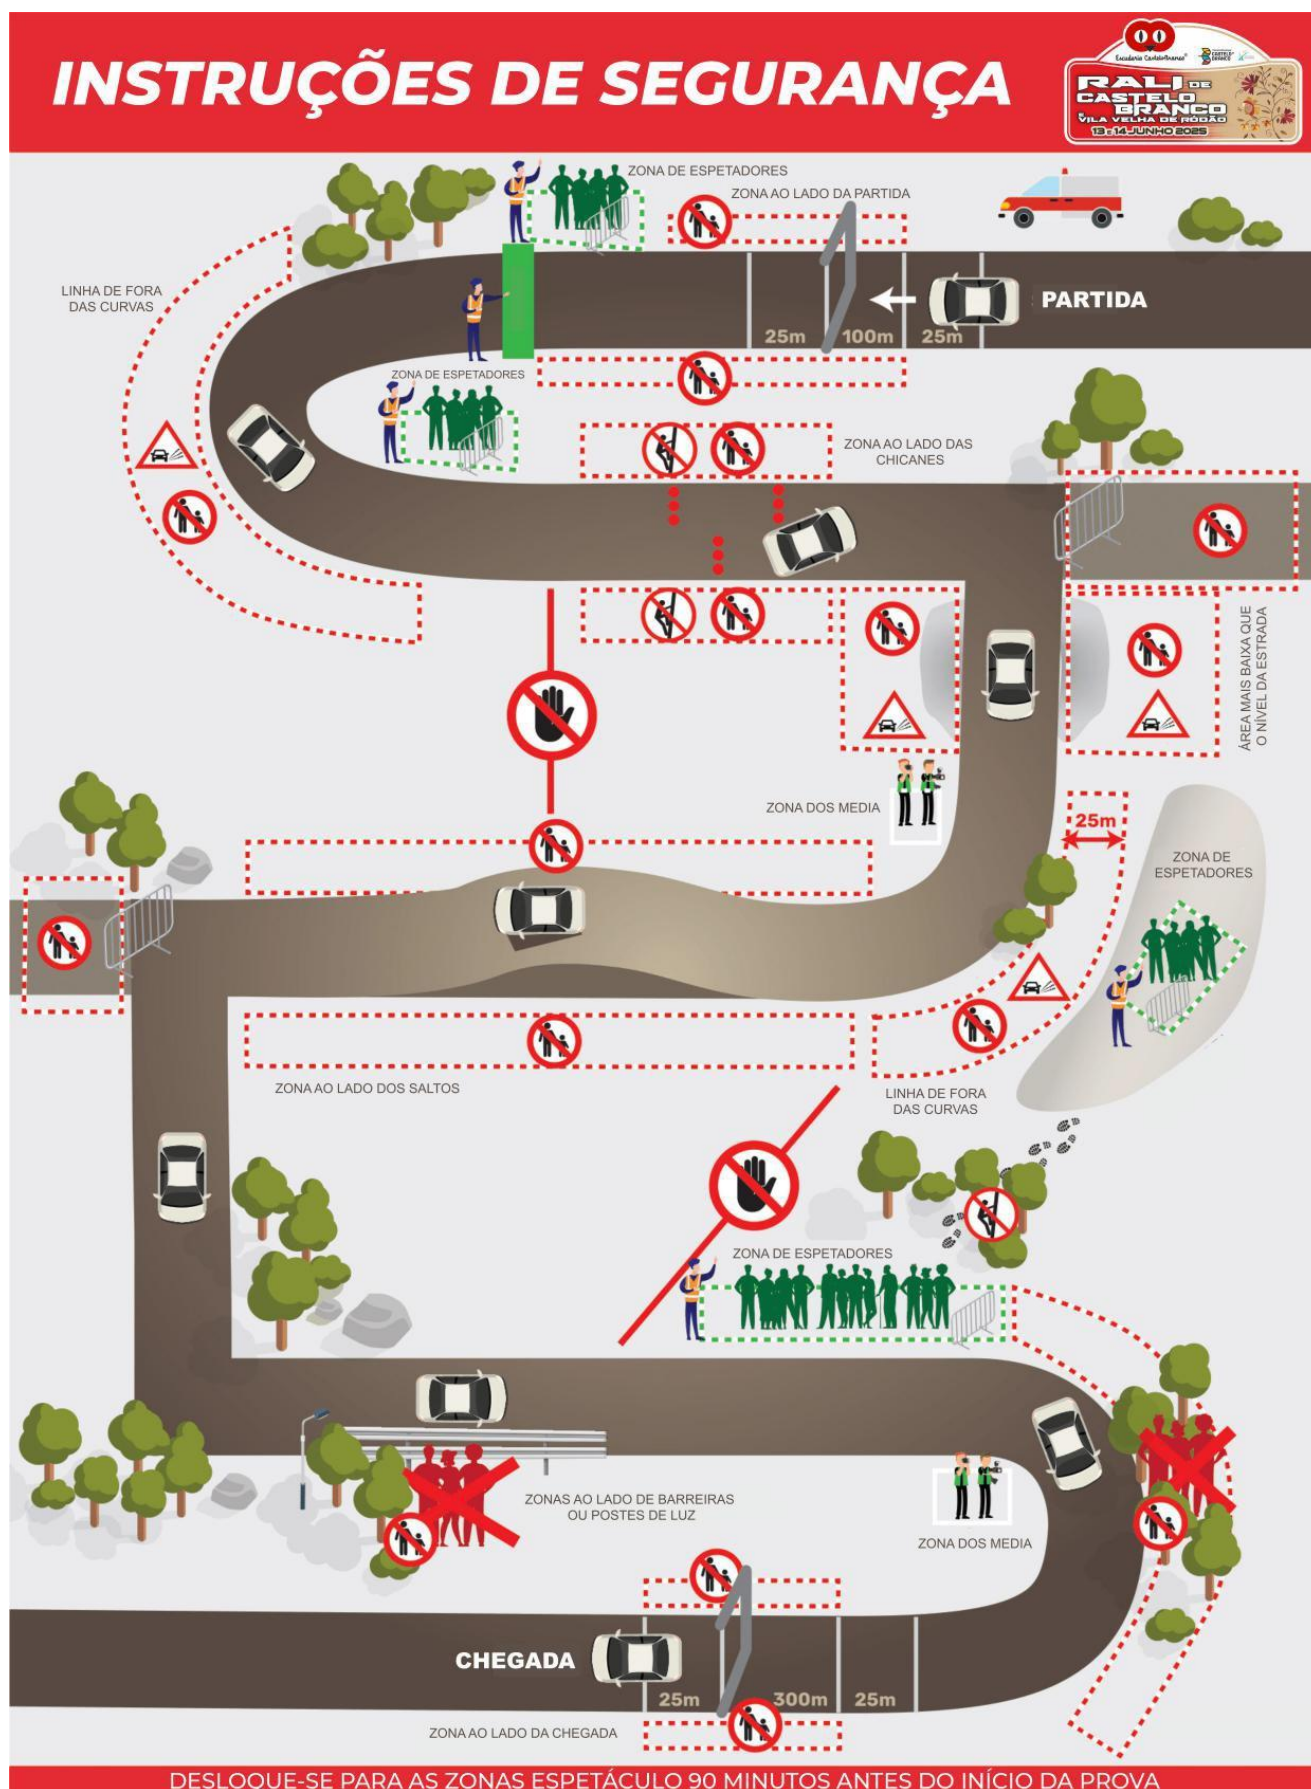 INSTRUÇÕES DE SEGURANÇA
Escuderia CasteloBranco
CASTELO
BRANCO
RALI DE
CASTELO
BRANCO
E VILA VELHA DE RÓDÃO
13 E 14 JUNHO 2025
ZONA DE ESPETADORES
ZONA AO LADO DA PARTIDA
LINHA DE FORA
DAS CURVAS
PARTIDA
25m
100m
25m
ZONA DE ESPETADORES
ZONA AO LADO DAS
CHICANES
ÁREA MAIS BAIXA QUE
O NÍVEL DA ESTRADA
ZONA DOS MEDIA
25m
ZONA DE
ESPETADORES
ZONA AO LADO DOS SALTOS
LINHA DE FORA
DAS CURVAS
ZONA DE ESPETADORES
ZONAS AO LADO DE BARREIRAS
OU POSTES DE LUZ
ZONA DOS MEDIA
CHEGADA
25m
300m
25m
ZONA AO LADO DA CHEGADA
DESLOQUE-SE PARA AS ZONAS ESPETÁCULO 90 MINUTOS ANTES DO INÍCIO DA PROVA